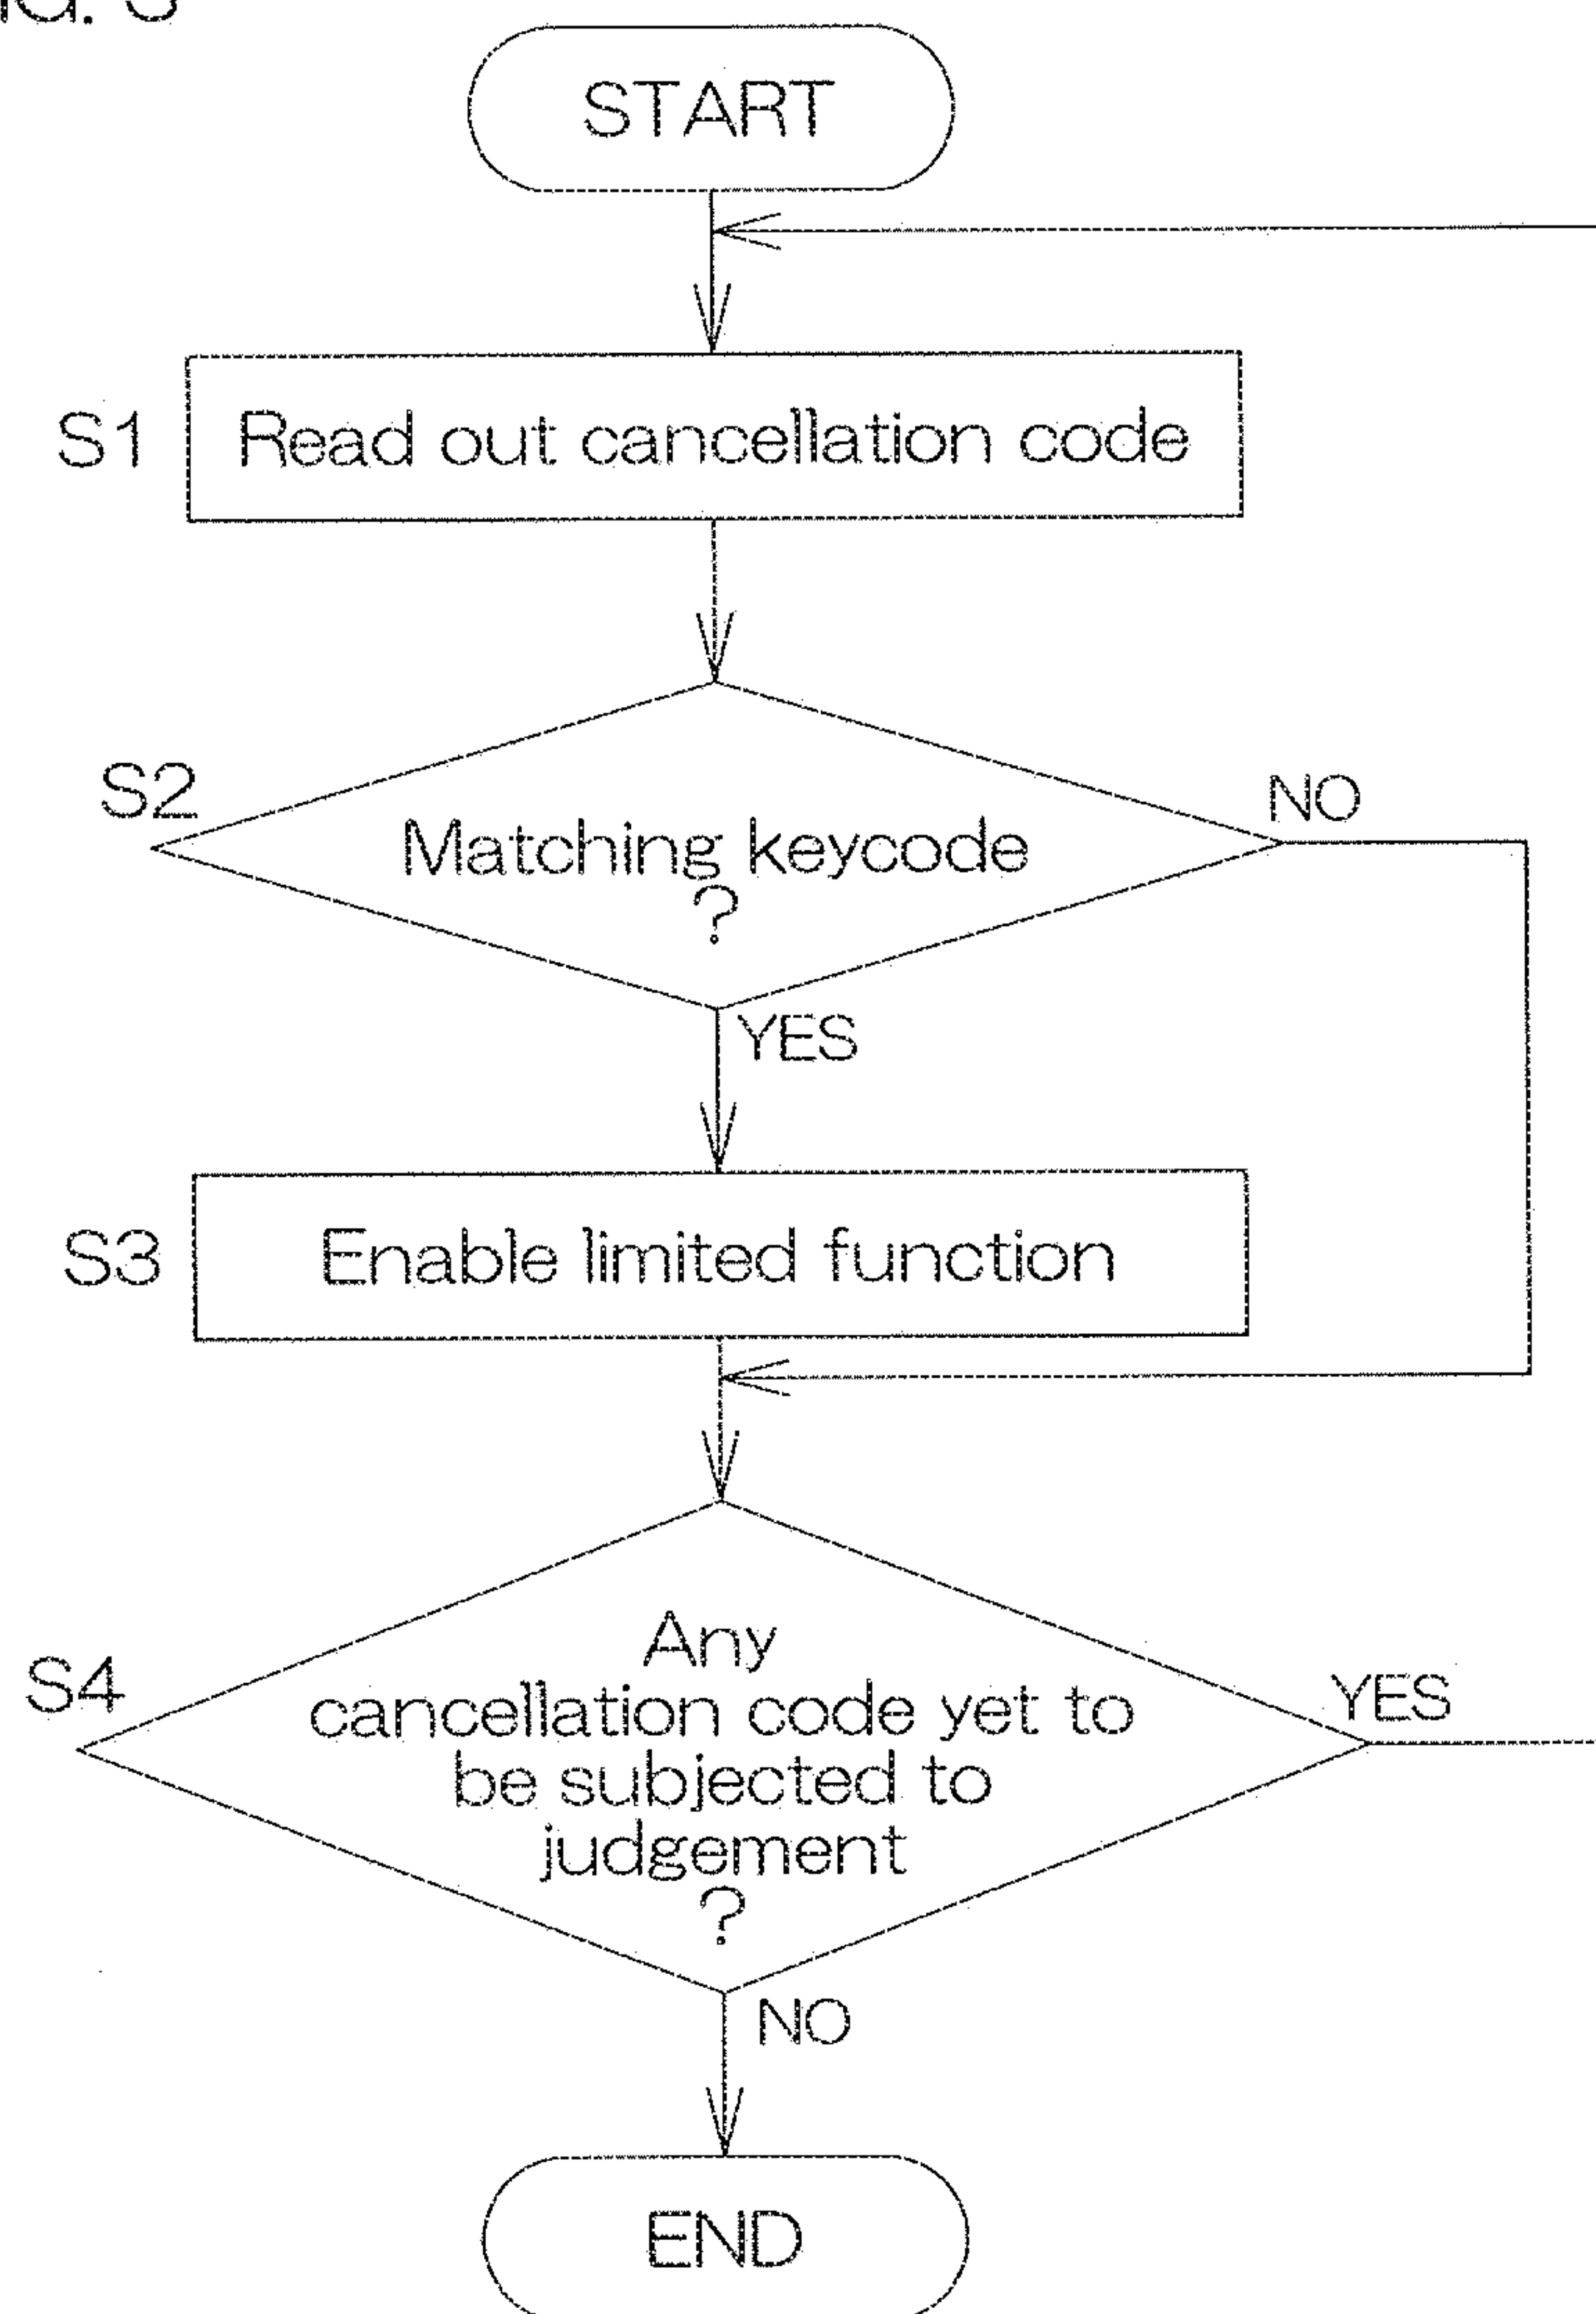 START
S1 Read out cancellation code
S2
NO
Matching keycode
?
YES
S3 Enable limited function
Any
S4
YES
cancellation code yet to
be subjected to
judgement
?
NO
END